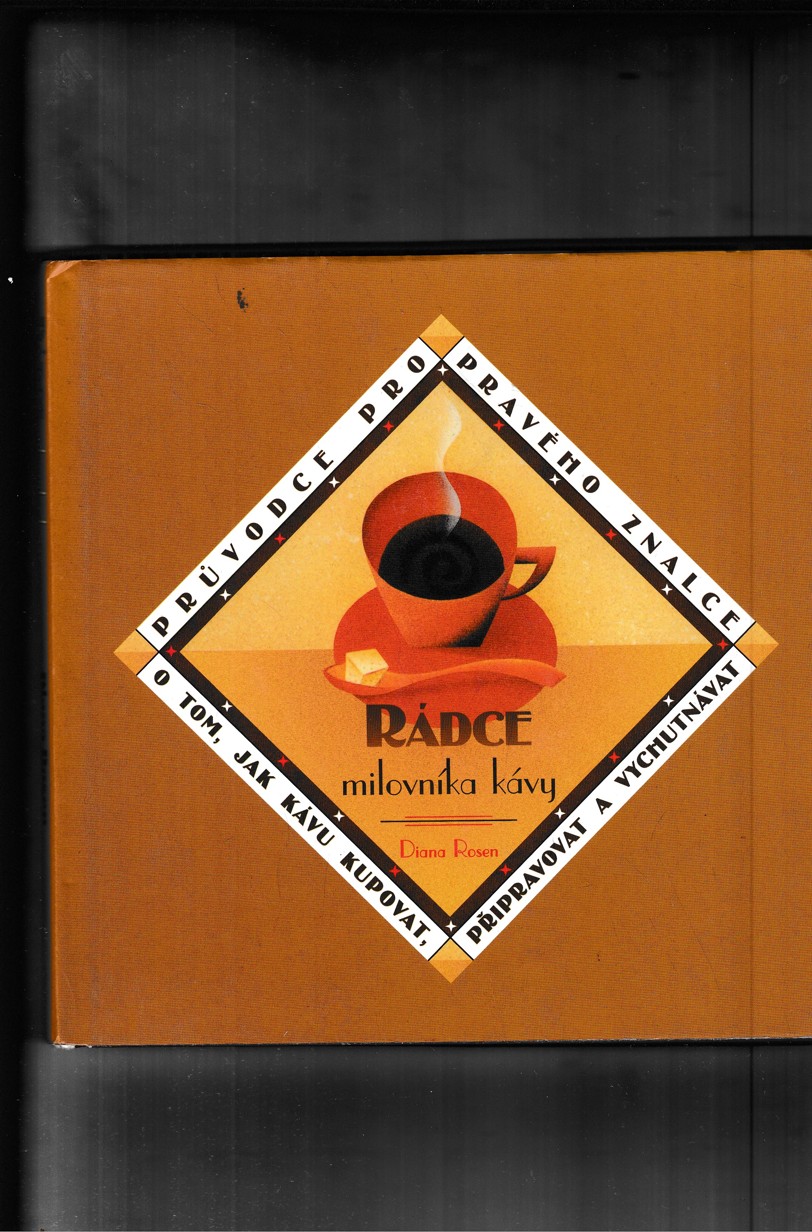 PRŮVODCE PRO
PRAVÉHO ZNALCE
O TOM, JAK KÁVU KUPOVAT,
PŘIPRAVOVAT A VYCHUTNÁVAT
RÁDCE
milovníka kávy
Diana Rosen